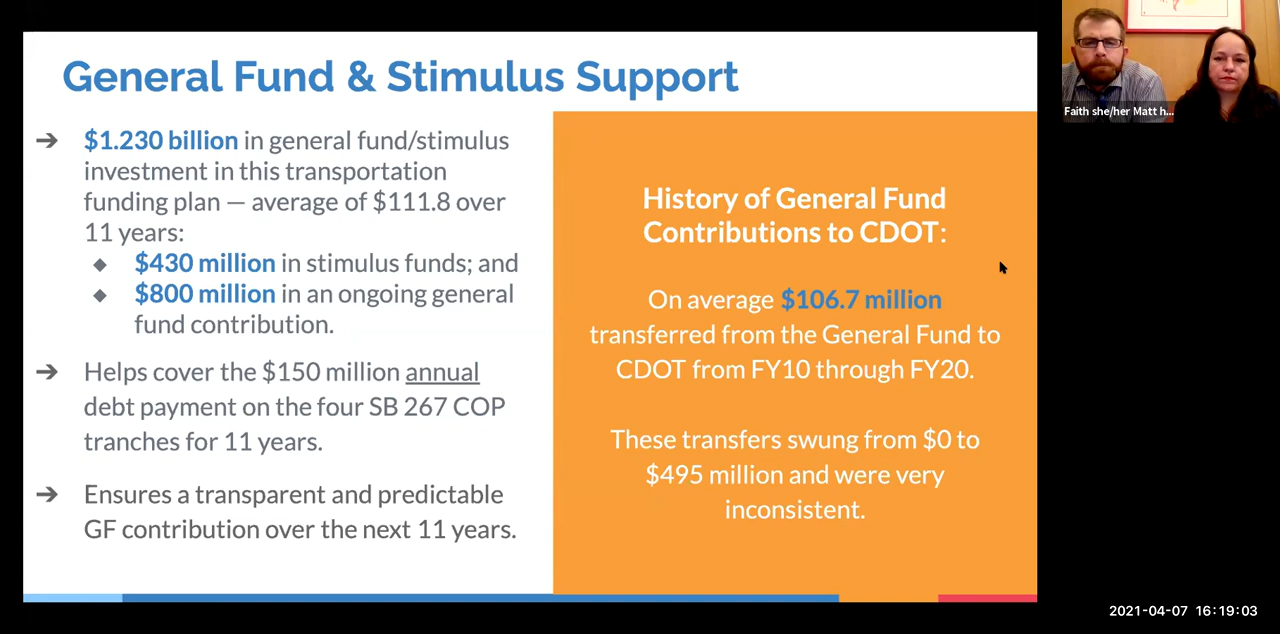 General Fund & Stimulus Support
➔ $1.230 billion in general fund/stimulus
investment in this transportation
funding plan — average of $111.8 over
11 years:
◆ $430 million in stimulus funds; and
◆ $800 million in an ongoing general
fund contribution.
➔ Helps cover the $150 million annual
debt payment on the four SB 267 COP
tranches for 11 years.
➔ Ensures a transparent and predictable
GF contribution over the next 11 years.
History of General Fund
Contributions to CDOT:
On average $106.7 million
transferred from the General Fund to
CDOT from FY10 through FY20.
These transfers swung from $0 to
$495 million and were very
inconsistent.
Faith she/her Matt h...
2021-04-07 16:19:03